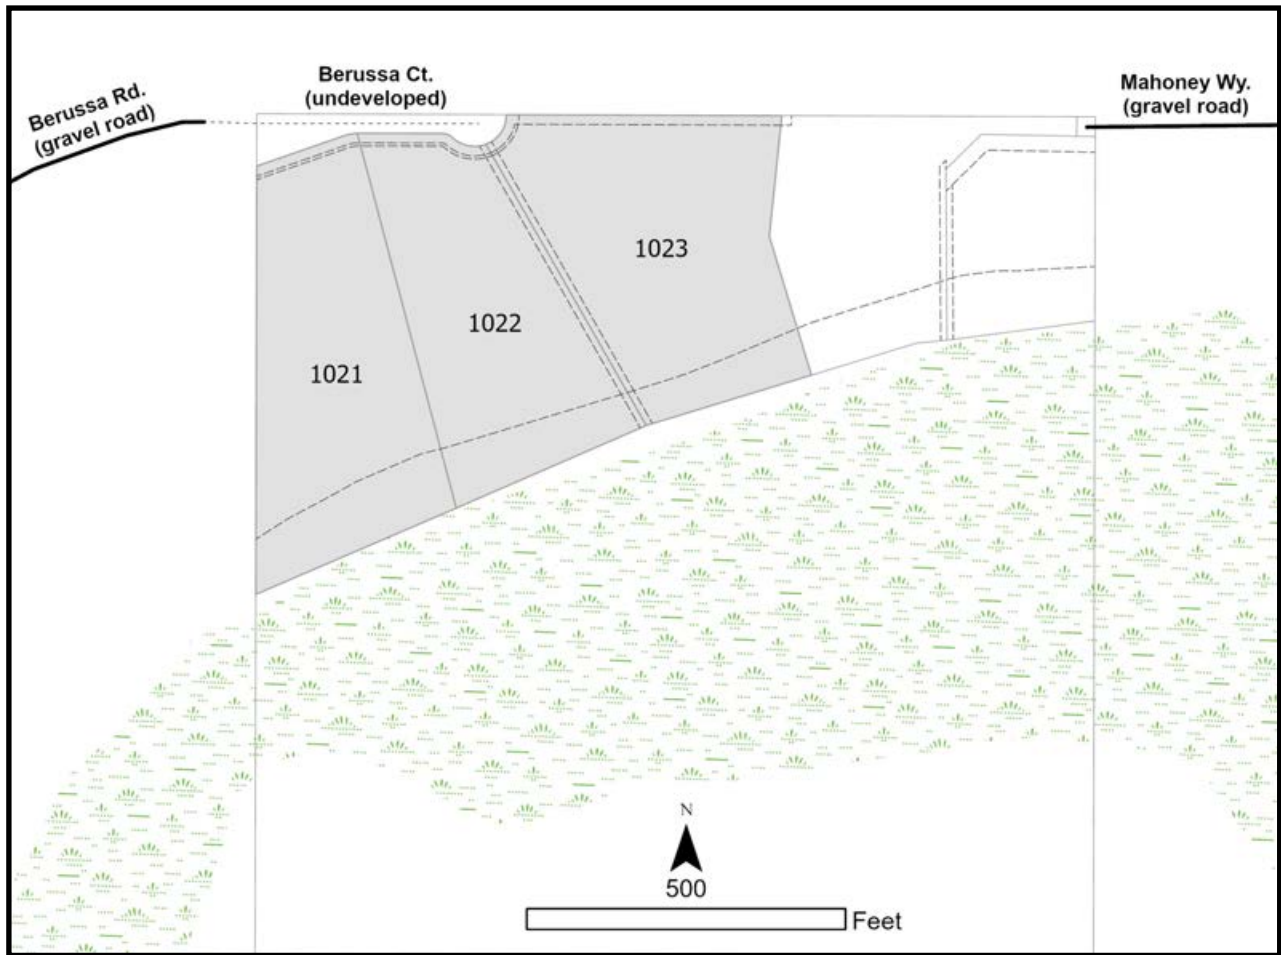 Berussa Rd.
(gravel road)
Berussa Ct.
(undeveloped)
Mahoney Wy.
(gravel road)
1023
1022
1021
N
500
Feet